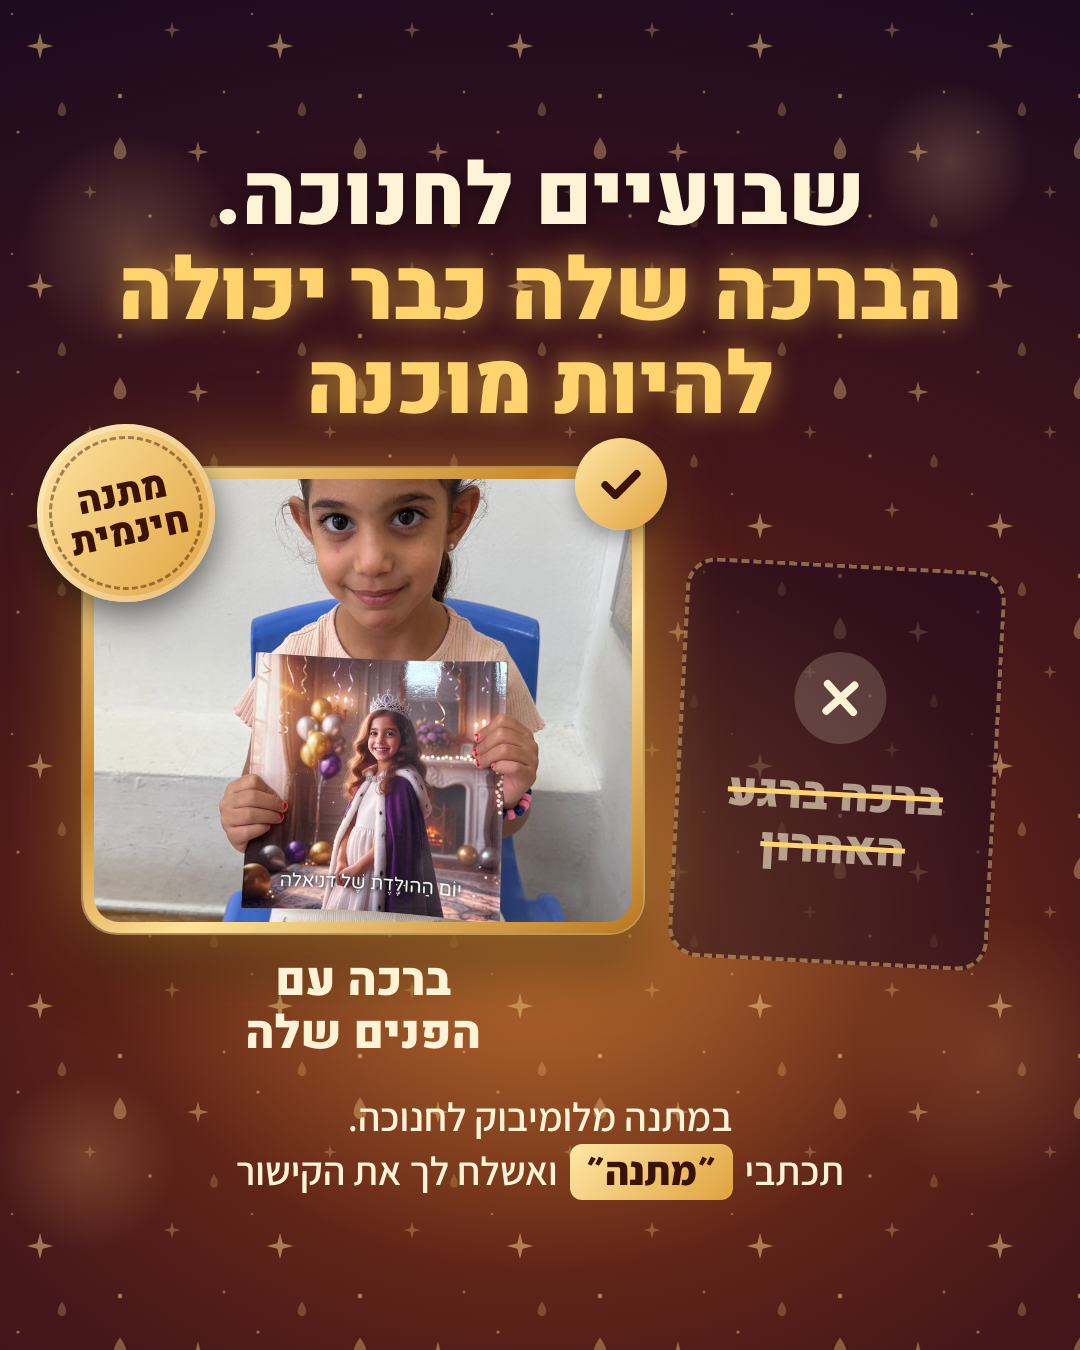 שבועיים לחנוכה.
הברכה שלה כבר יכולה
להיות מוכנה
מתנה
חינמית
יוֹם הַהוּלֶּדֶת שֶׁל דניאלה
ברכה ברגע
האחרון
ברכה עם
הפנים שלה
במתנה מלומיבוק לחנוכה.
תכתבי ״מתנה״ ואשלח לך את הקישור